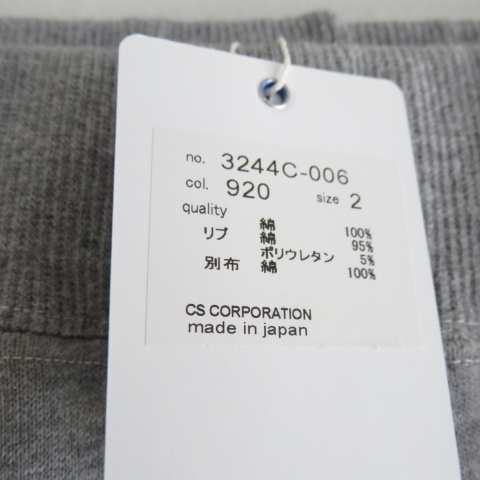 no. 3244C-006
col. 920 size 2
quality
綿 100%
リブ 綿 95%
ポリウレタン 5%
別布 綿 100%
CS CORPORATION
made in japan